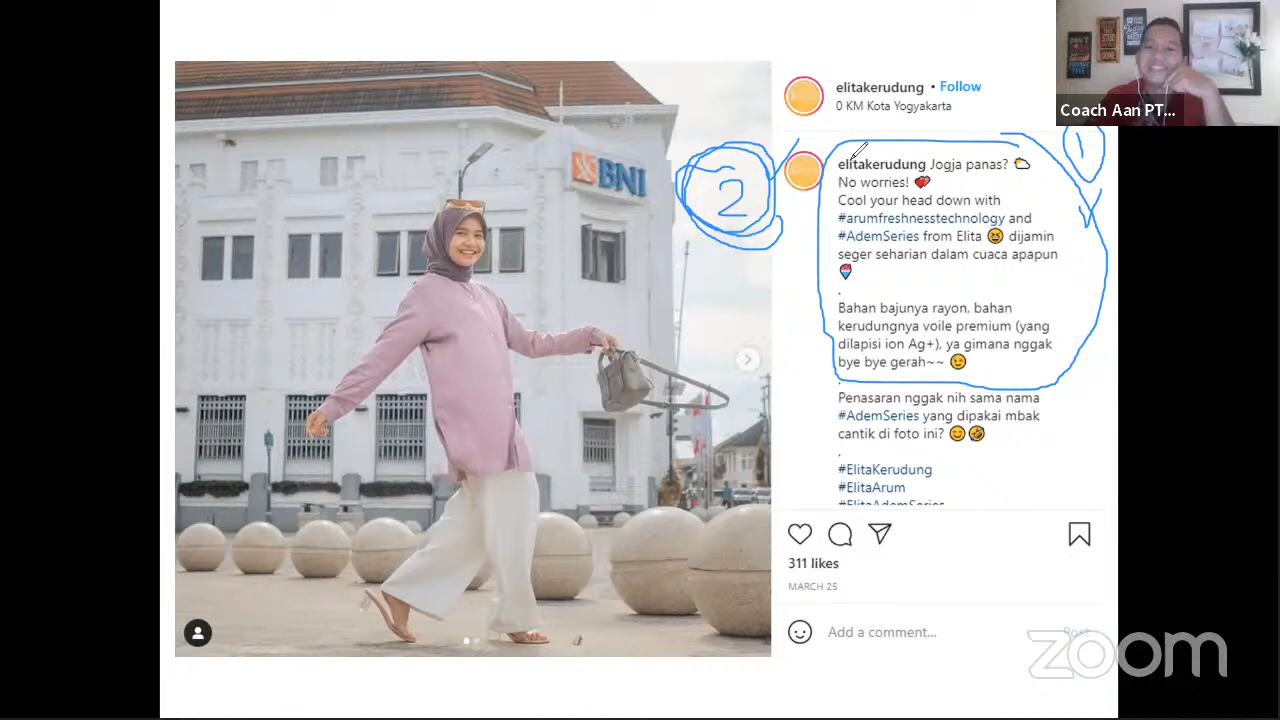 BNI
elitakerudung • Follow
0 KM Kota Yogyakarta
Coach Aan PT...
1
2
elitakerudung Jogja panas? 🌤️
No worries! 💕
Cool your head down with
#arumfreshnesstechnology and
#AdemSeries from Elita 😆 dijamin
seger seharian dalam cuaca apapun
🍧
.
Bahan bajunya rayon, bahan
kerudungnya voile premium (yang
dilapisi ion Ag+), ya gimana nggak
bye bye gerah~~ 😉
.
Penasaran nggak nih sama nama
#AdemSeries yang dipakai mbak
cantik di foto ini? 😊🤣
.
#ElitaKerudung
#ElitaArum
#ElitaAdemSeries
311 likes
MARCH 25
Add a comment...
Post
zoom